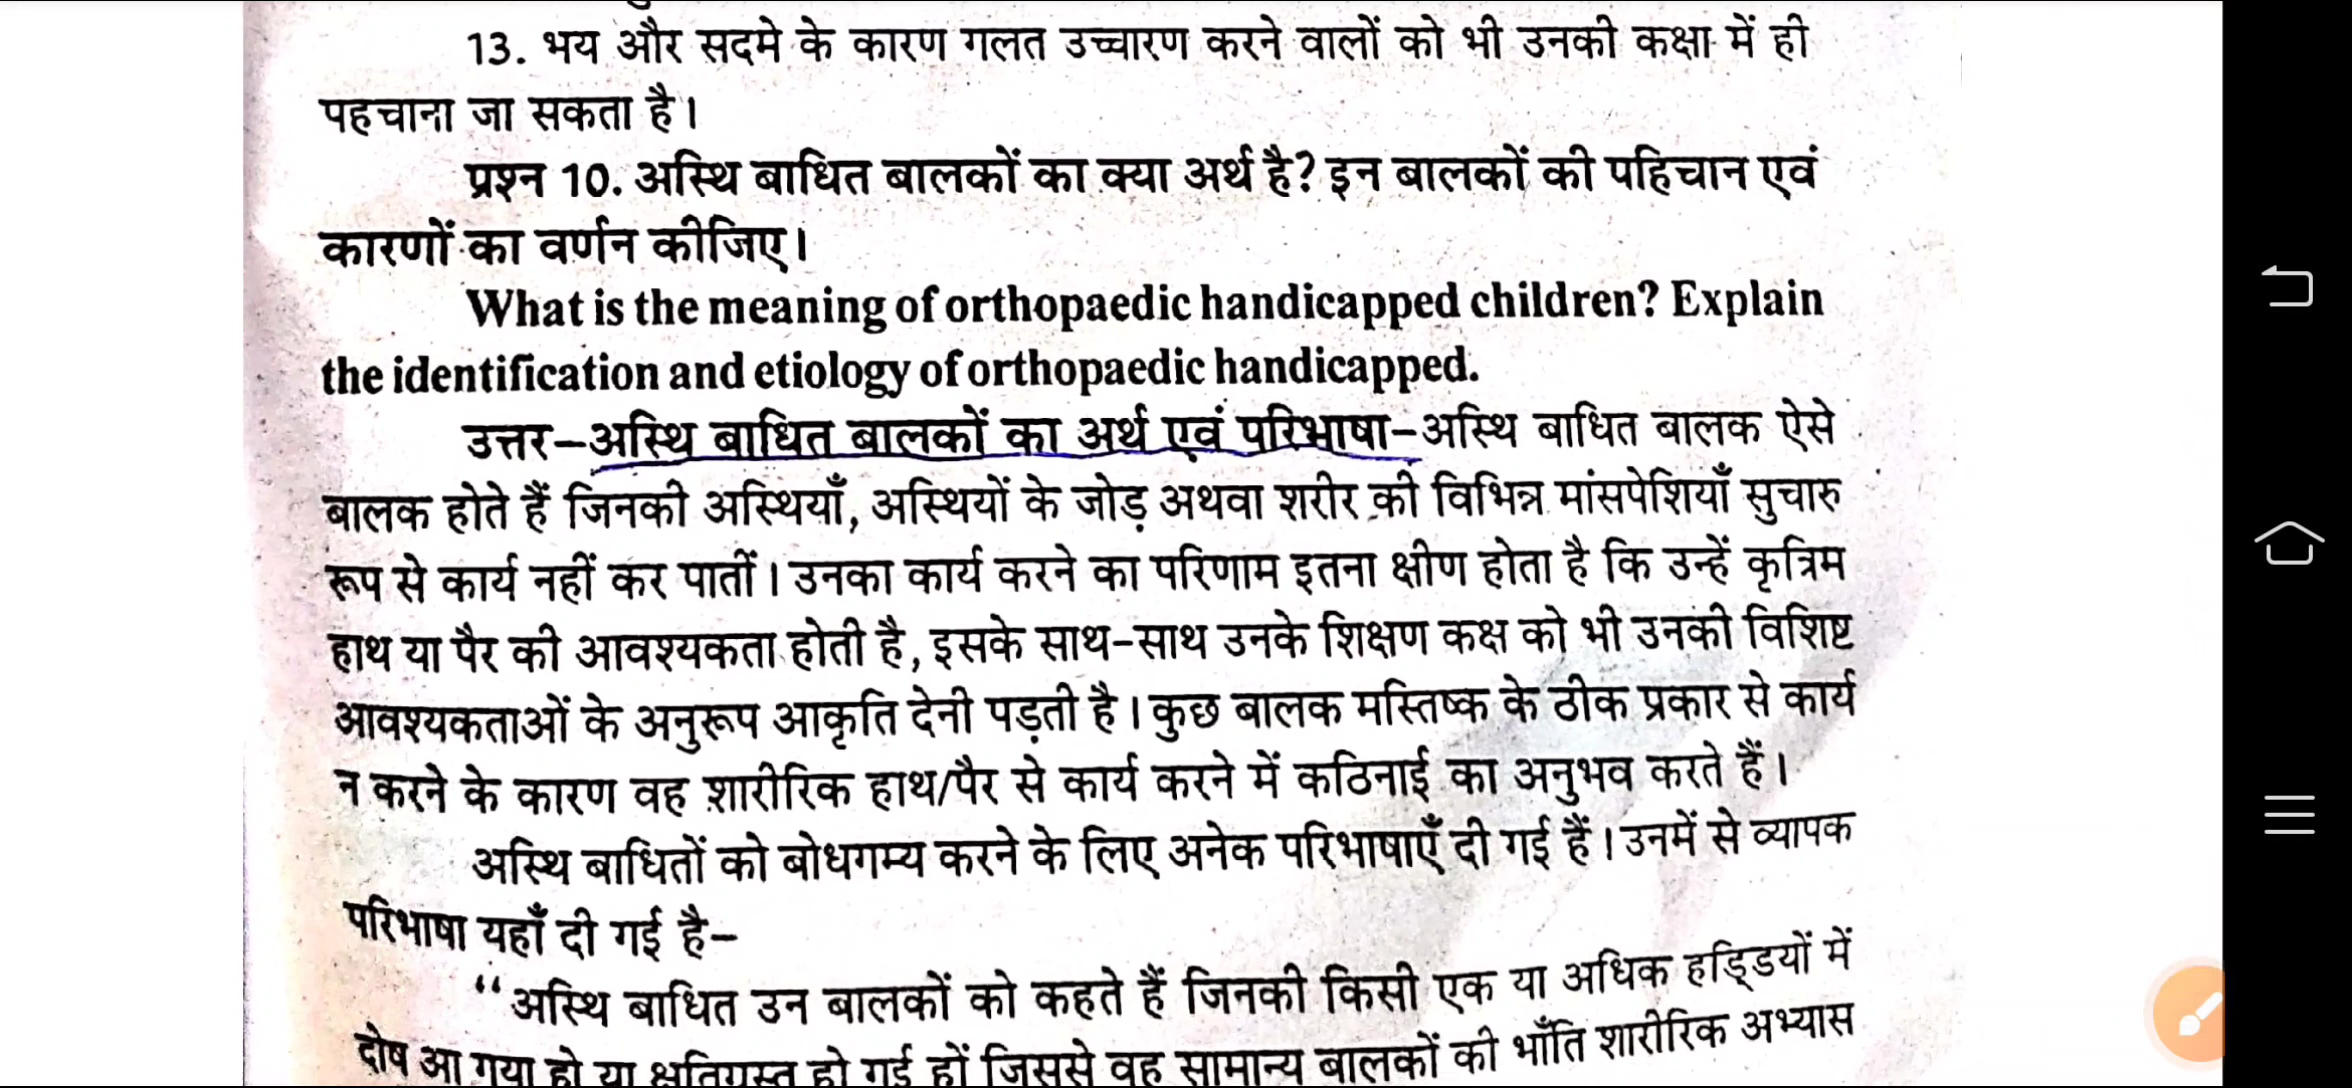 13. भय और सदमे के कारण गलत उच्चारण करने वालों को भी उनकी कक्षा में ही
पहचाना जा सकता है।
प्रश्न 10. अस्थि बाधित बालकों का क्या अर्थ है? इन बालकों की पहिचान एवं
कारणों का वर्णन कीजिए।
What is the meaning of orthopaedic handicapped children? Explain
the identification and etiology of orthopaedic handicapped.
उत्तर–अस्थि बाधित बालकों का अर्थ एवं परिभाषा–अस्थि बाधित बालक ऐसे
बालक होते हैं जिनकी अस्थियाँ, अस्थियों के जोड़ अथवा शरीर की विभिन्न मांसपेशियाँ सुचारु
रूप से कार्य नहीं कर पातीं। उनका कार्य करने का परिणाम इतना क्षीण होता है कि उन्हें कृत्रिम
हाथ या पैर की आवश्यकता होती है, इसके साथ-साथ उनके शिक्षण कक्ष को भी उनकी विशिष्ट
आवश्यकताओं के अनुरूप आकृति देनी पड़ती है। कुछ बालक मस्तिष्क के ठीक प्रकार से कार्य
न करने के कारण वह शारीरिक हाथ/पैर से कार्य करने में कठिनाई का अनुभव करते हैं।
अस्थि बाधितों को बोधगम्य करने के लिए अनेक परिभाषाएँ दी गई हैं। उनमें से व्यापक
परिभाषा यहाँ दी गई है–
“अस्थि बाधित उन बालकों को कहते हैं जिनकी किसी एक या अधिक हड्डियों में
दोष आ गया हो या क्षतिग्रस्त हो गई हों जिससे वह सामान्य बालकों की भाँति शारीरिक अभ्यास